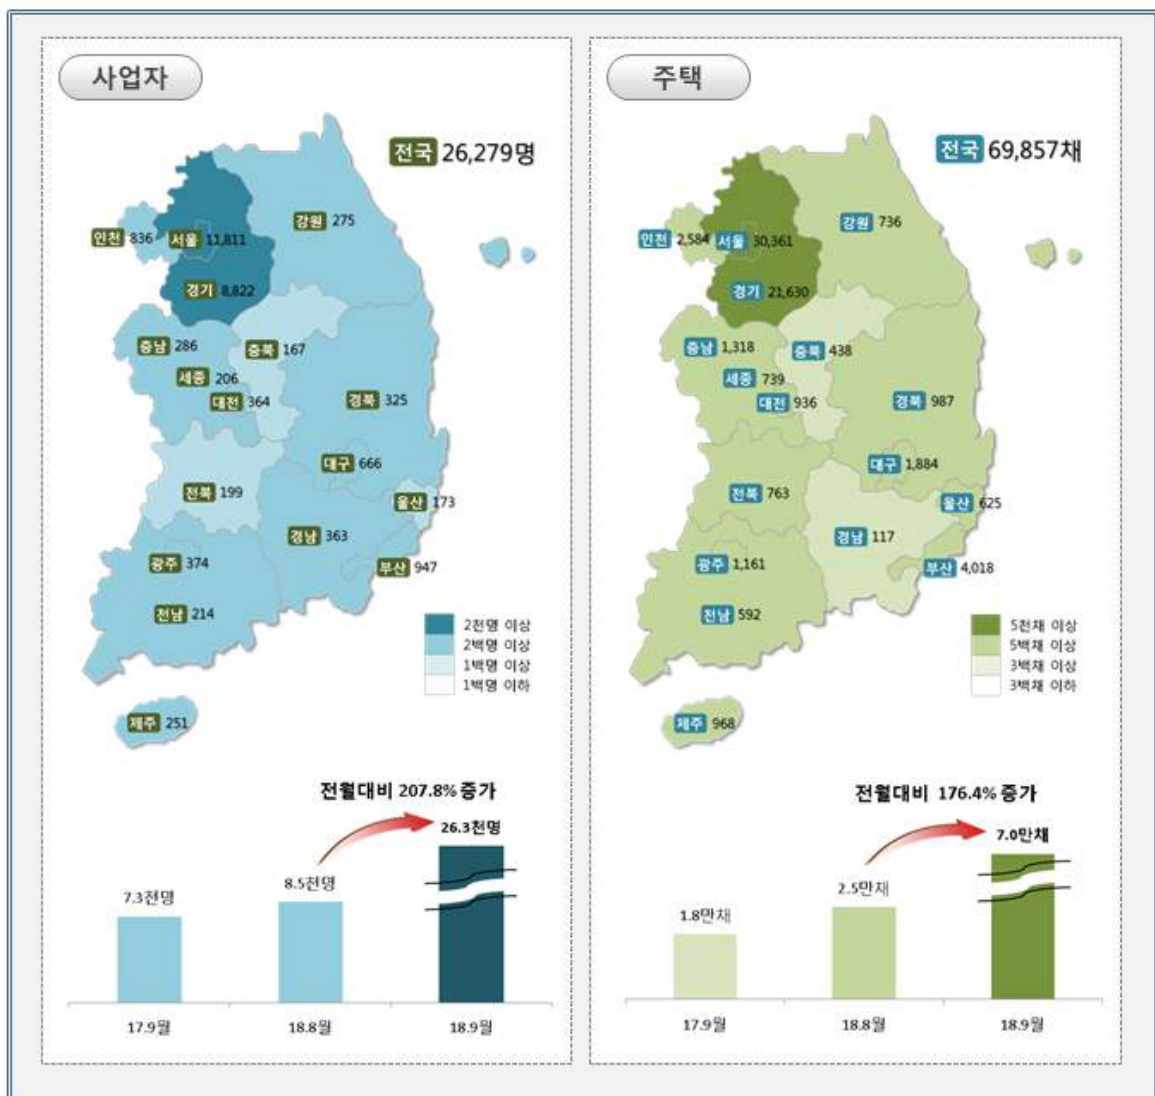 사업자
전국 26,279명
강원 275
인천 836
서울 11,811
경기 8,822
충남 286
충북 167
세종 206
대전 364
경북 325
대구 666
전북 199
울산 173
경남 363
광주 374
부산 947
전남 214
2천명 이상
2백명 이상
1백명 이상
1백명 이하
제주 251
전월대비 207.8% 증가
26.3천명
8.5천명
7.3천명
17.9월
18.8월
18.9월
주택
전국 69,857채
강원 736
인천 2,584
서울 30,361
경기 21,630
충남 1,318
충북 438
세종 739
대전 936
경북 987
대구 1,884
전북 763
울산 625
경남 117
광주 1,161
부산 4,018
전남 592
5천채 이상
5백채 이상
3백채 이상
3백채 이하
제주 968
전월대비 176.4% 증가
7.0만채
2.5만채
1.8만채
17.9월
18.8월
18.9월